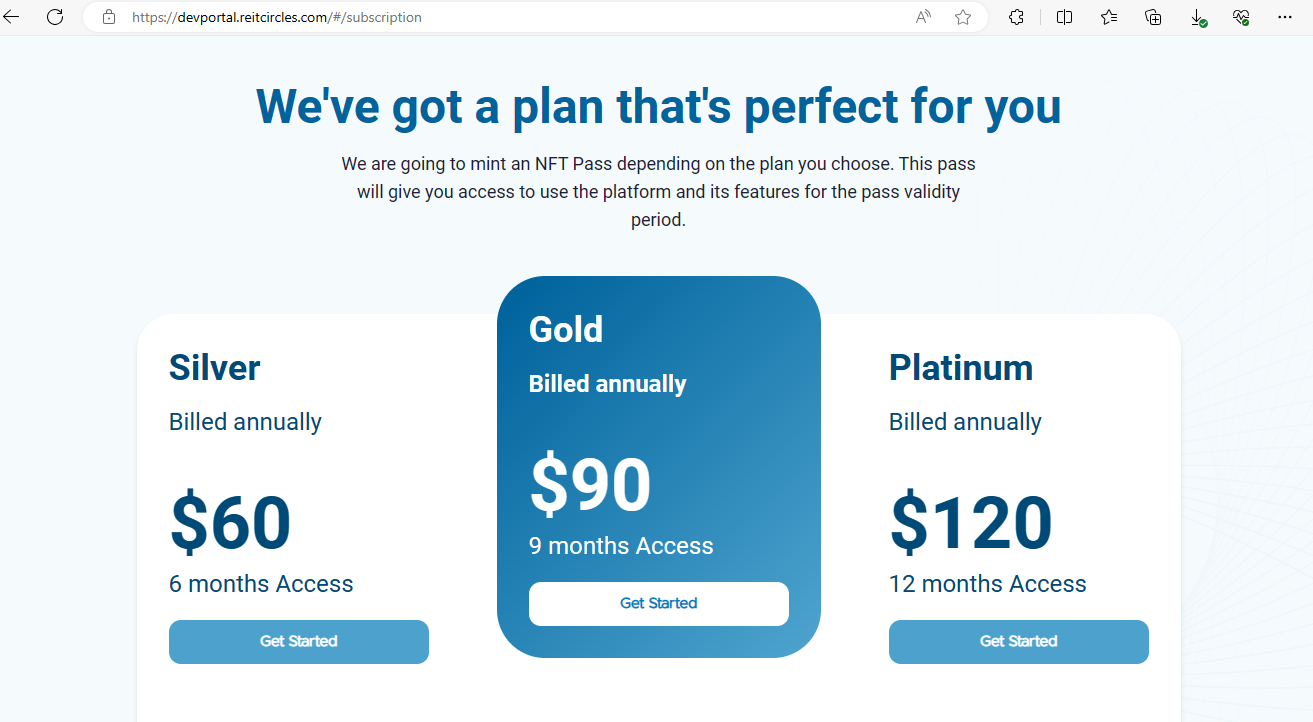 https://devportal.reitcircles.com/#/subscription
We've got a plan that's perfect for you
We are going to mint an NFT Pass depending on the plan you choose. This pass
will give you access to use the platform and its features for the pass validity
period.
Silver
Billed annually
$60
6 months Access
Get Started
Gold
Billed annually
$90
9 months Access
Get Started
Platinum
Billed annually
$120
12 months Access
Get Started